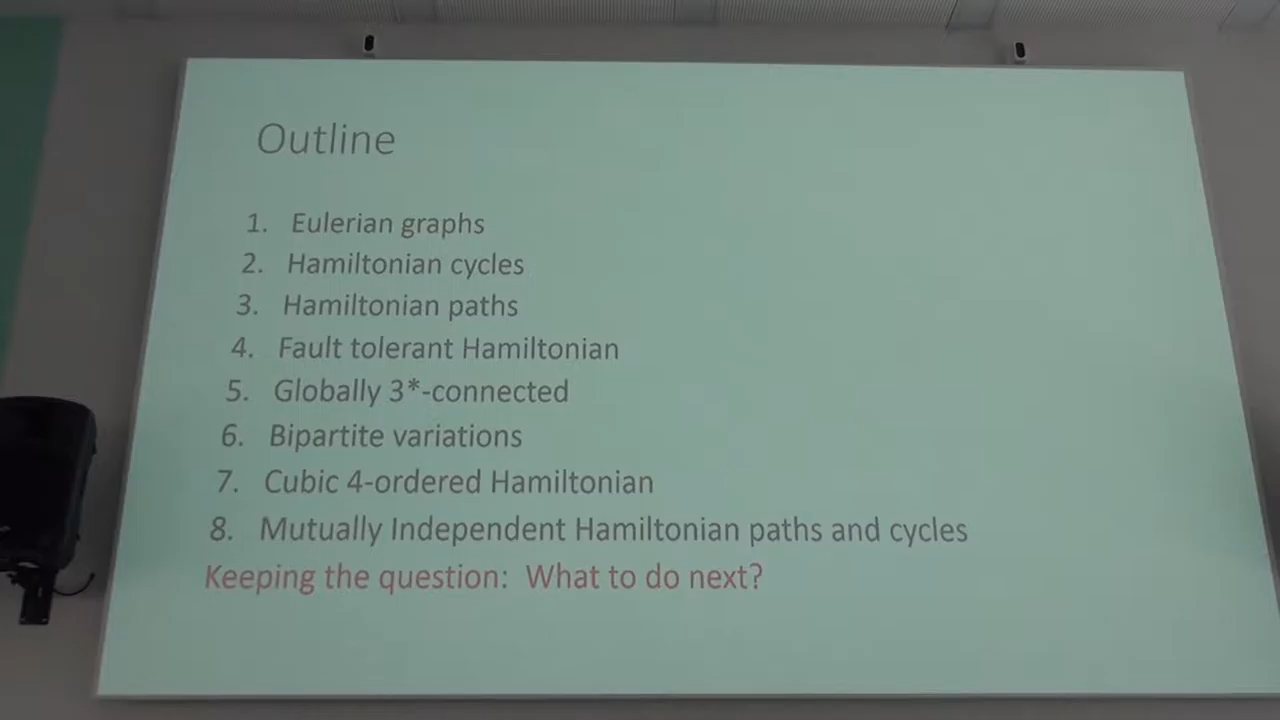 Outline
1. Eulerian graphs
2. Hamiltonian cycles
3. Hamiltonian paths
4. Fault tolerant Hamiltonian
5. Globally 3*-connected
6. Bipartite variations
7. Cubic 4-ordered Hamiltonian
8. Mutually Independent Hamiltonian paths and cycles
Keeping the question: What to do next?